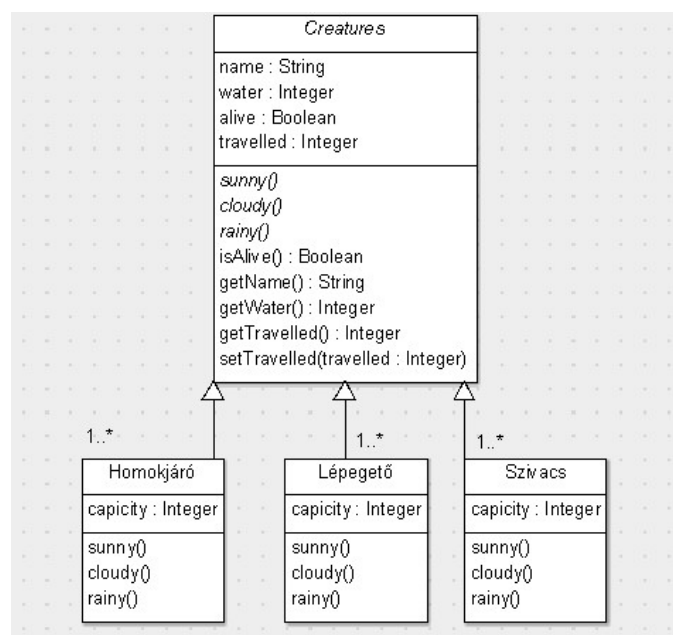 Creatures
name : String
water : Integer
alive : Boolean
travelled : Integer
sunny()
cloudy()
rainy()
isAlive() : Boolean
getName() : String
getWater() : Integer
getTravelled() : Integer
setTravelled(travelled : Integer)
1..*
1..*
1..*
Homokjáró
capicity : Integer
sunny()
cloudy()
rainy()
Lépegető
capicity : Integer
sunny()
cloudy()
rainy()
Szivacs
capicity : Integer
sunny()
cloudy()
rainy()